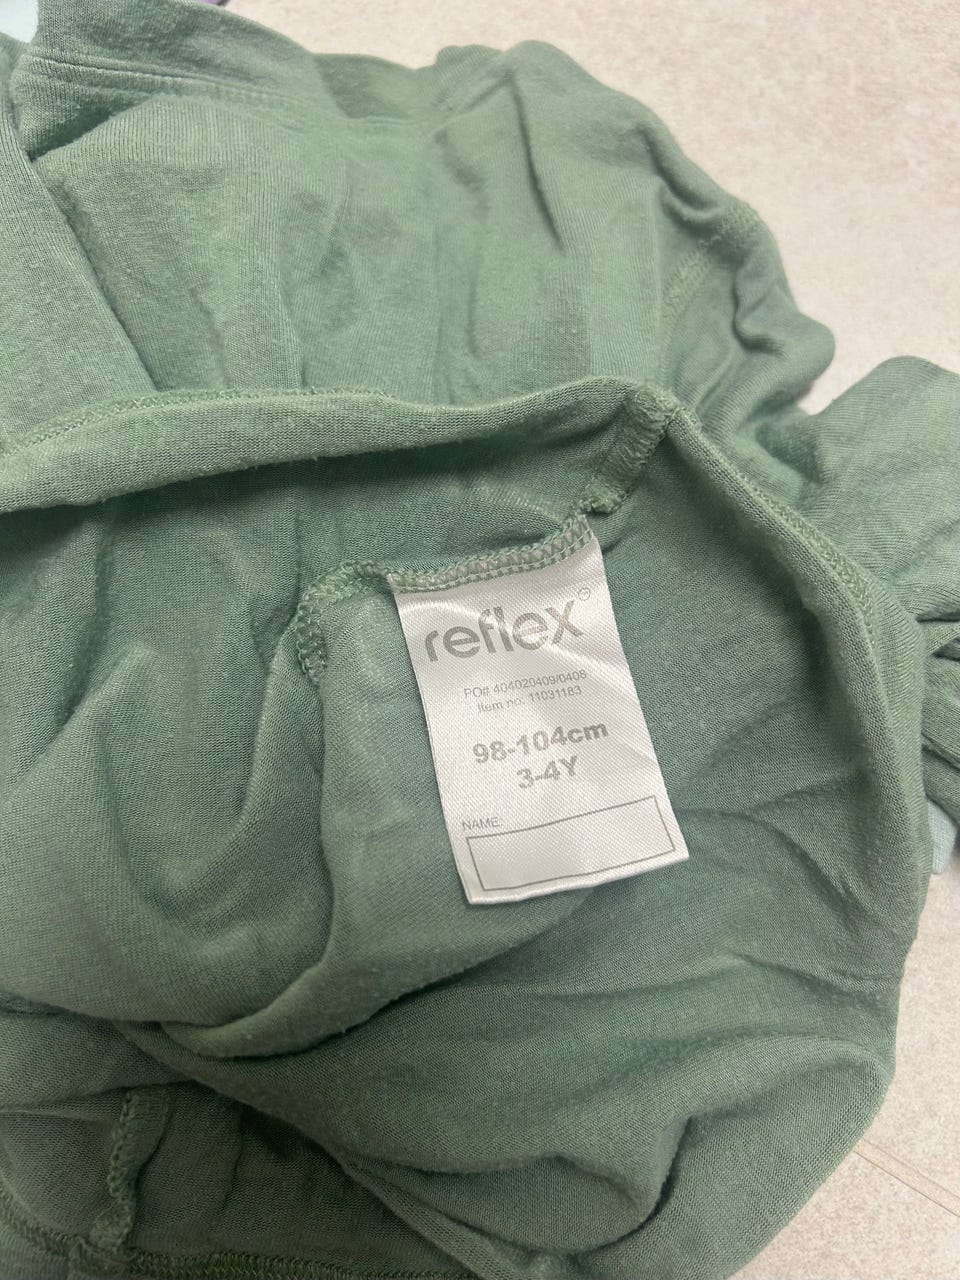 reflex®
PO# 404020409/0408
Item no. 11031183
98-104cm
3-4Y
NAME: